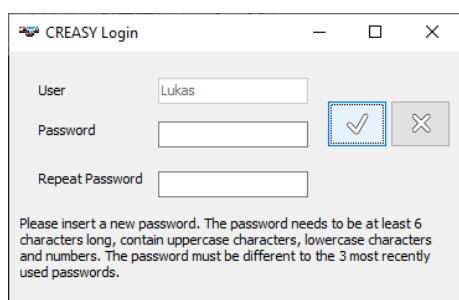 CREASY Login
User
Lukas
Password
Repeat Password
Please insert a new password. The password needs to be at least 6
characters long, contain uppercase characters, lowercase characters
and numbers. The password must be different to the 3 most recently
used passwords.